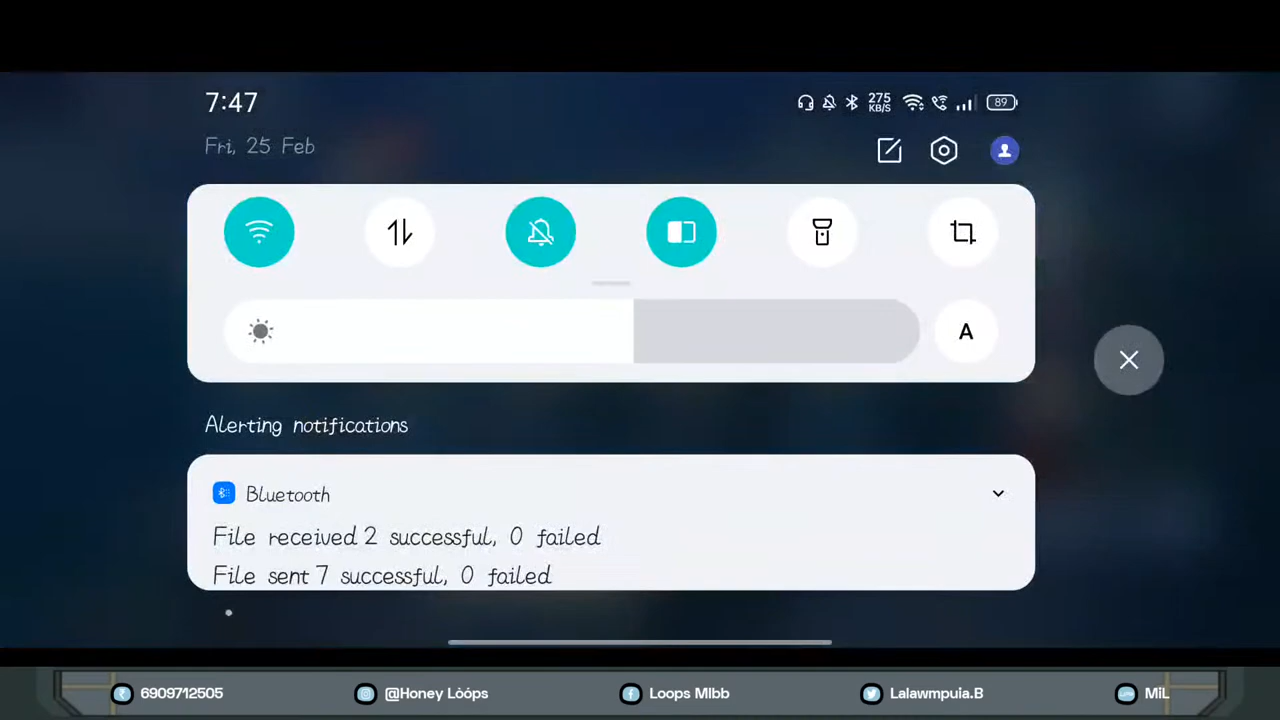 7:47 275 KB/S 89
Fri, 25 Feb
A
Alerting notifications
Bluetooth
File received 2 successful, 0 failed
File sent 7 successful, 0 failed
6909712505 @Honey Lòóps Loops Mlbb Lalawmpuia.B MiL